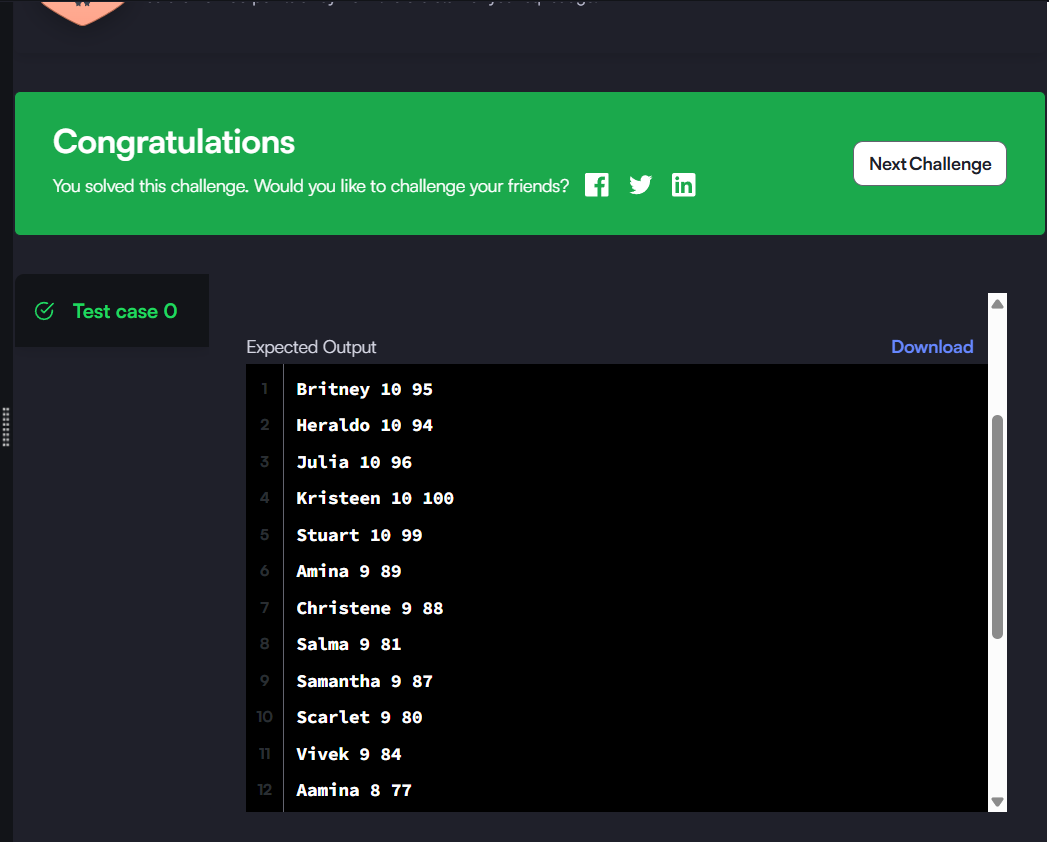 Congratulations
You solved this challenge. Would you like to challenge your friends?
Next Challenge
Test case 0
Expected Output
Download
1 Britney 10 95
2 Heraldo 10 94
3 Julia 10 96
4 Kristeen 10 100
5 Stuart 10 99
6 Amina 9 89
7 Christene 9 88
8 Salma 9 81
9 Samantha 9 87
10 Scarlet 9 80
11 Vivek 9 84
12 Aamina 8 77